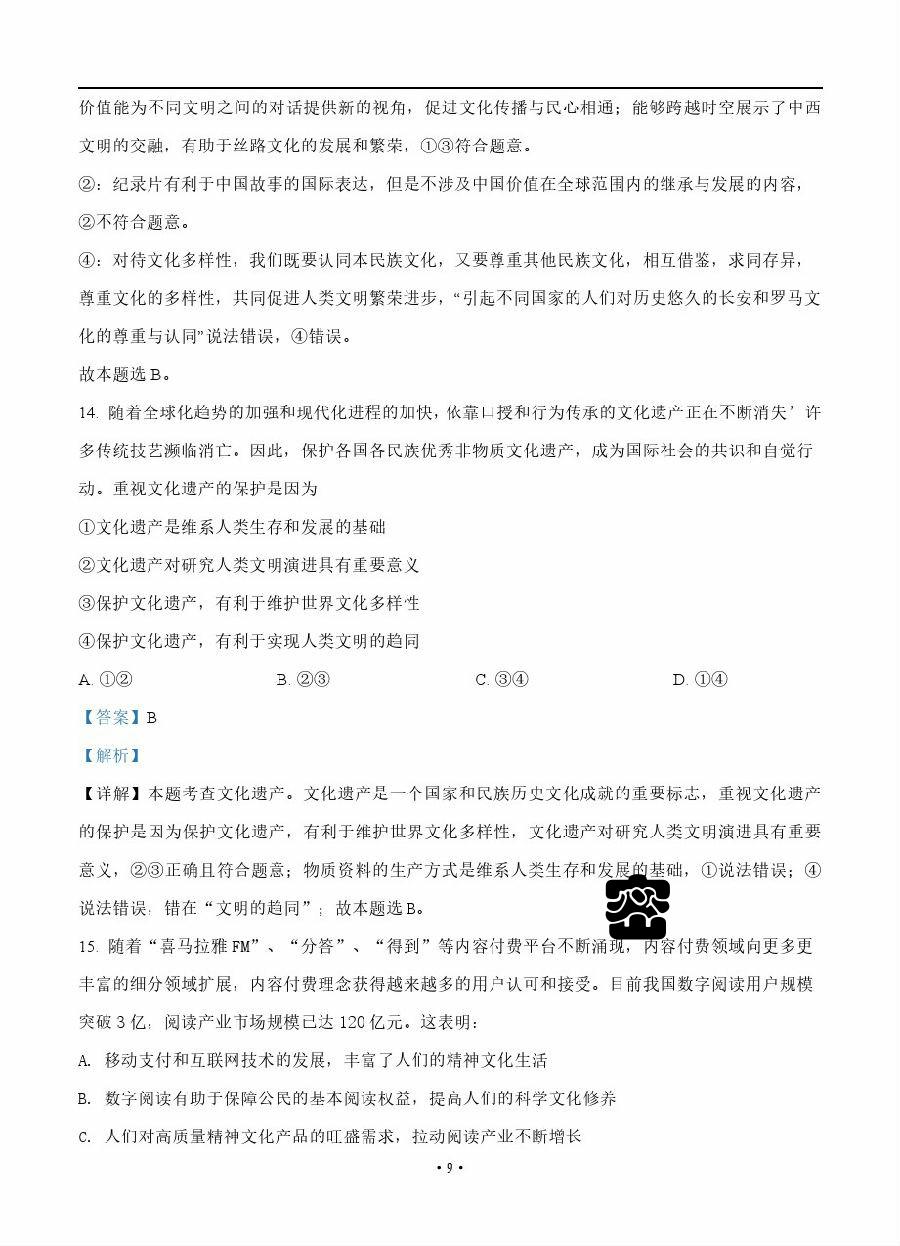 价值能为不同文明之间的对话提供新的视角，促过文化传播与民心相通；能够跨越时空展示了中西
文明的交融，有助于丝路文化的发展和繁荣，①③符合题意。
②：纪录片有利于中国故事的国际表达，但是不涉及中国价值在全球范围内的继承与发展的内容，
②不符合题意。
④：对待文化多样性，我们既要认同本民族文化，又要尊重其他民族文化，相互借鉴，求同存异，
尊重文化的多样性，共同促进人类文明繁荣进步，“引起不同国家的人们对历史悠久的长安和罗马文
化的尊重与认同”说法错误，④错误。
故本题选 B。
14. 随着全球化趋势的加强和现代化进程的加快，依靠口授和行为传承的文化遗产正在不断消失，许
多传统技艺濒临消亡。因此，保护各国各民族优秀非物质文化遗产，成为国际社会的共识和自觉行
动。重视文化遗产的保护是因为
①文化遗产是维系人类生存和发展的基础
②文化遗产对研究人类文明演进具有重要意义
③保护文化遗产，有利于维护世界文化多样性
④保护文化遗产，有利于实现人类文明的趋同
A. ①② B. ②③ C. ③④ D. ①④
【答案】B
【解析】
【详解】本题考查文化遗产。文化遗产是一个国家和民族历史文化成就的重要标志，重视文化遗产
的保护是因为保护文化遗产，有利于维护世界文化多样性，文化遗产对研究人类文明演进具有重要
意义，②③正确且符合题意；物质资料的生产方式是维系人类生存和发展的基础，①说法错误；④
说法错误，错在“文明的趋同”；故本题选 B。
15. 随着“喜马拉雅 FM”、“分答”、“得到”等内容付费平台不断涌现，内容付费领域向更多更
丰富的细分领域扩展，内容付费理念获得越来越多的用户认可和接受。目前我国数字阅读用户规模
突破 3 亿，阅读产业市场规模已达 120 亿元。这表明：
A. 移动支付和互联网技术的发展，丰富了人们的精神文化生活
B. 数字阅读有助于保障公民的基本阅读权益，提高人们的科学文化修养
C. 人们对高质量精神文化产品的旺盛需求，拉动阅读产业不断增长
• 9 •